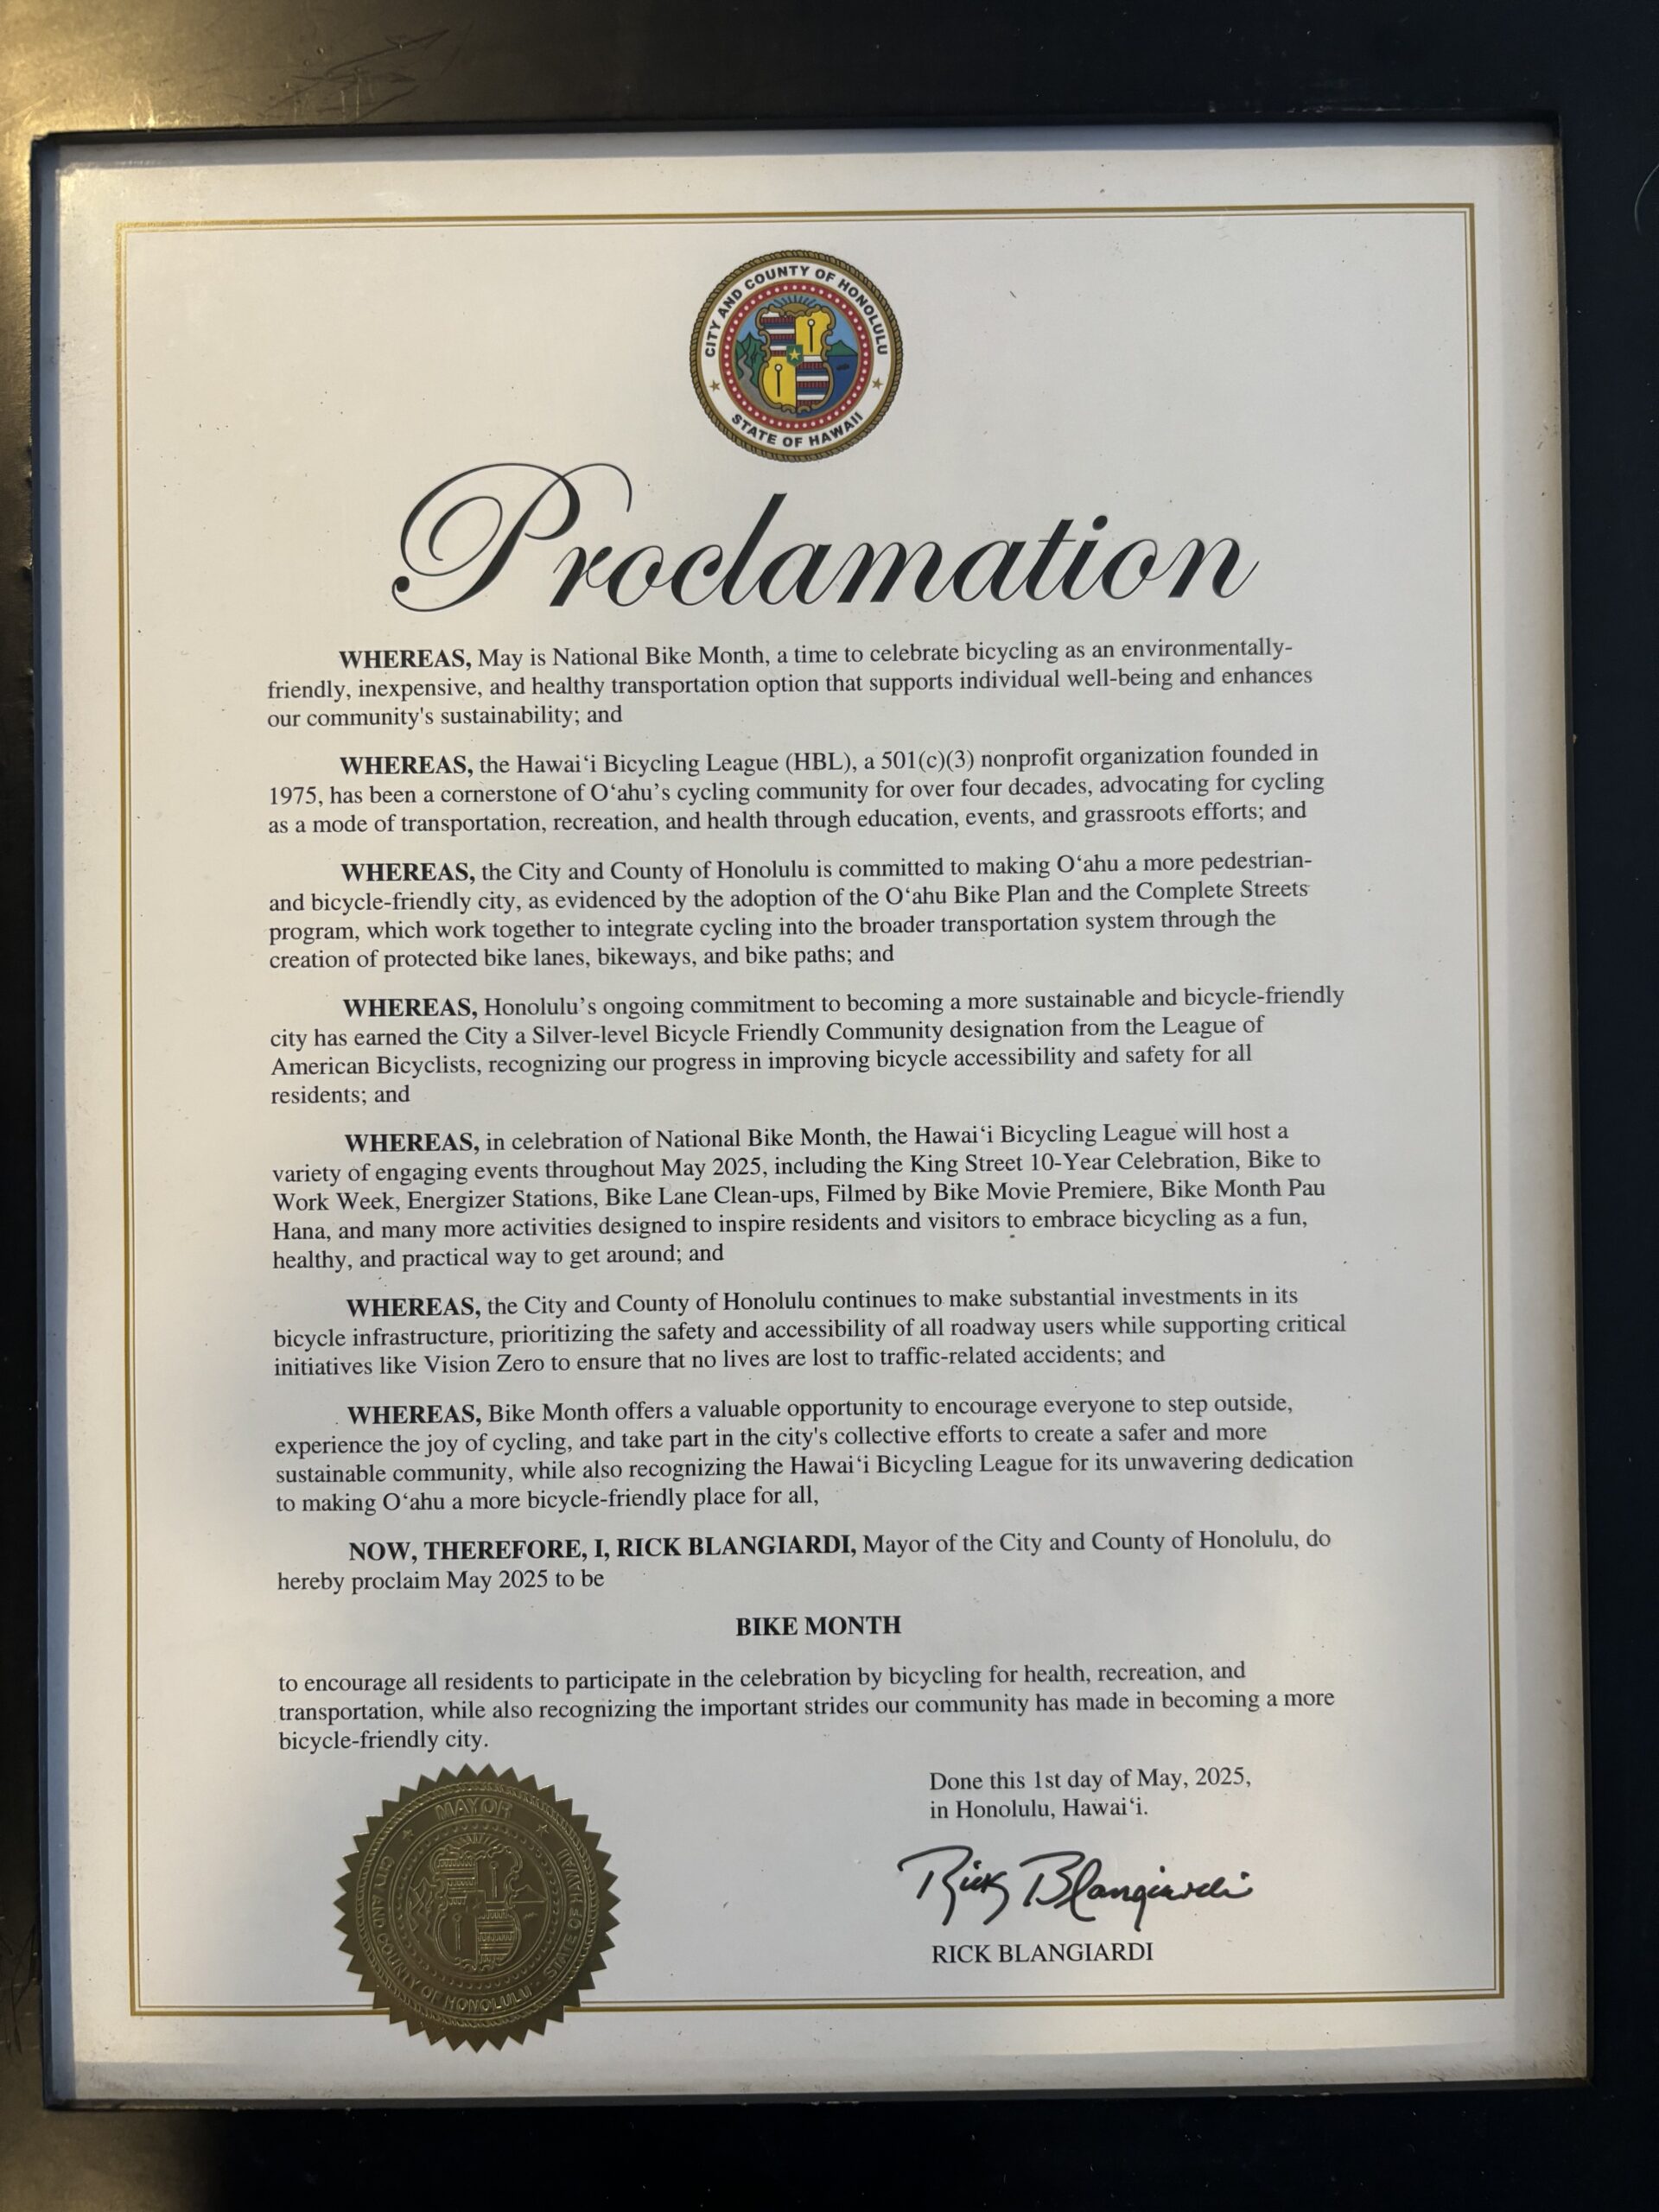 CITY AND COUNTY OF HONOLULU
STATE OF HAWAII
Proclamation
WHEREAS, May is National Bike Month, a time to celebrate bicycling as an environmentally-
friendly, inexpensive, and healthy transportation option that supports individual well-being and enhances
our community's sustainability; and
WHEREAS, the Hawaiʻi Bicycling League (HBL), a 501(c)(3) nonprofit organization founded in
1975, has been a cornerstone of Oʻahu’s cycling community for over four decades, advocating for cycling
as a mode of transportation, recreation, and health through education, events, and grassroots efforts; and
WHEREAS, the City and County of Honolulu is committed to making Oʻahu a more pedestrian-
and bicycle-friendly city, as evidenced by the adoption of the Oʻahu Bike Plan and the Complete Streets
program, which work together to integrate cycling into the broader transportation system through the
creation of protected bike lanes, bikeways, and bike paths; and
WHEREAS, Honolulu’s ongoing commitment to becoming a more sustainable and bicycle-friendly
city has earned the City a Silver-level Bicycle Friendly Community designation from the League of
American Bicyclists, recognizing our progress in improving bicycle accessibility and safety for all
residents; and
WHEREAS, in celebration of National Bike Month, the Hawaiʻi Bicycling League will host a
variety of engaging events throughout May 2025, including the King Street 10-Year Celebration, Bike to
Work Week, Energizer Stations, Bike Lane Clean-ups, Filmed by Bike Movie Premiere, Bike Month Pau
Hana, and many more activities designed to inspire residents and visitors to embrace bicycling as a fun,
healthy, and practical way to get around; and
WHEREAS, the City and County of Honolulu continues to make substantial investments in its
bicycle infrastructure, prioritizing the safety and accessibility of all roadway users while supporting critical
initiatives like Vision Zero to ensure that no lives are lost to traffic-related accidents; and
WHEREAS, Bike Month offers a valuable opportunity to encourage everyone to step outside,
experience the joy of cycling, and take part in the city's collective efforts to create a safer and more
sustainable community, while also recognizing the Hawaiʻi Bicycling League for its unwavering dedication
to making Oʻahu a more bicycle-friendly place for all,
NOW, THEREFORE, I, RICK BLANGIARDI, Mayor of the City and County of Honolulu, do
hereby proclaim May 2025 to be
BIKE MONTH
to encourage all residents to participate in the celebration by bicycling for health, recreation, and
transportation, while also recognizing the important strides our community has made in becoming a more
bicycle-friendly city.
Done this 1st day of May, 2025,
in Honolulu, Hawaiʻi.
Rick Blangiardi
RICK BLANGIARDI
MAYOR
CITY AND COUNTY OF HONOLULU - STATE OF HAWAII